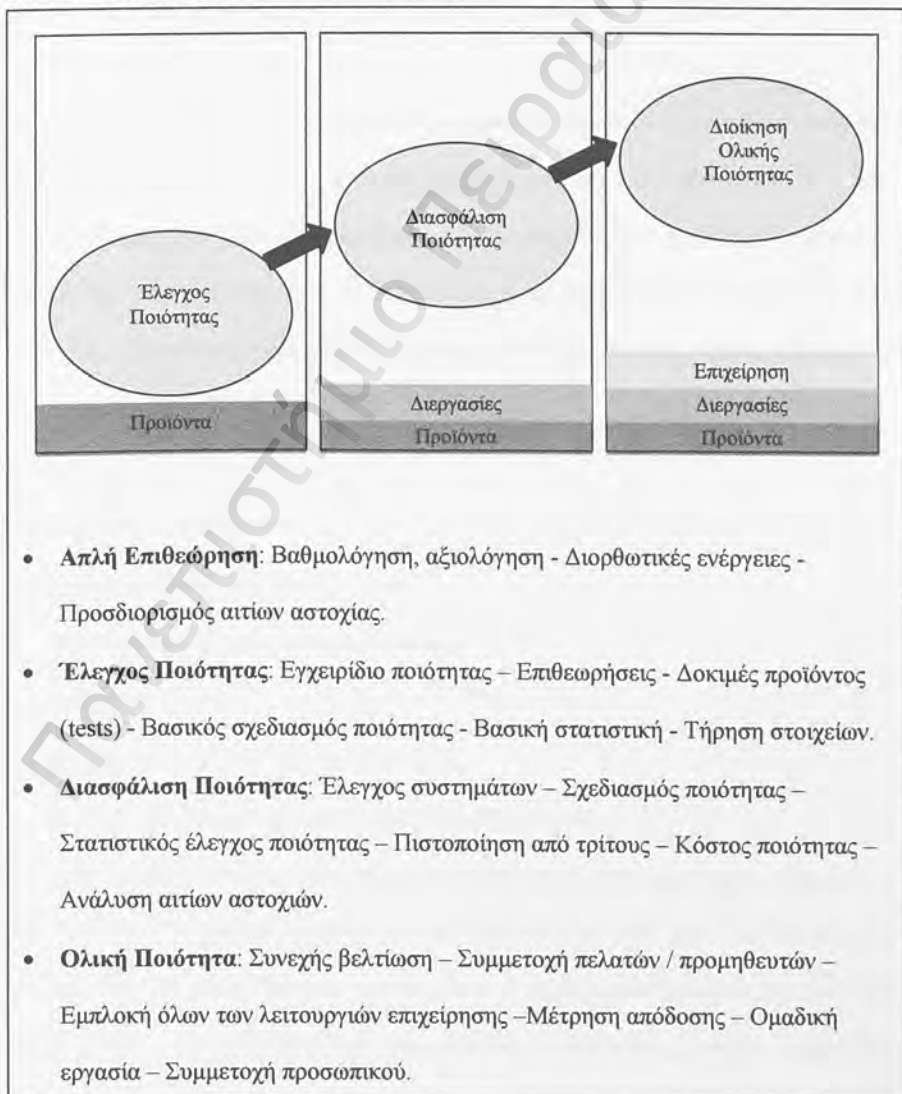 Έλεγχος
Ποιότητας
Προϊόντα
Διασφάλιση
Ποιότητας
Διεργασίες
Προϊόντα
Διοίκηση
Ολικής
Ποιότητας
Επιχείρηση
Διεργασίες
Προϊόντα
• Απλή Επιθεώρηση: Βαθμολόγηση, αξιολόγηση - Διορθωτικές ενέργειες -
Προσδιορισμός αιτίων αστοχίας.
• Έλεγχος Ποιότητας: Εγχειρίδιο ποιότητας – Επιθεωρήσεις - Δοκιμές προϊόντος
(tests) - Βασικός σχεδιασμός ποιότητας - Βασική στατιστική - Τήρηση στοιχείων.
• Διασφάλιση Ποιότητας: Έλεγχος συστημάτων – Σχεδιασμός ποιότητας –
Στατιστικός έλεγχος ποιότητας – Πιστοποίηση από τρίτους – Κόστος ποιότητας –
Ανάλυση αιτίων αστοχιών.
• Ολική Ποιότητα: Συνεχής βελτίωση – Συμμετοχή πελατών / προμηθευτών –
Εμπλοκή όλων των λειτουργιών επιχείρησης –Μέτρηση απόδοσης – Ομαδική
εργασία – Συμμετοχή προσωπικού.
Πανεπιστήμιο